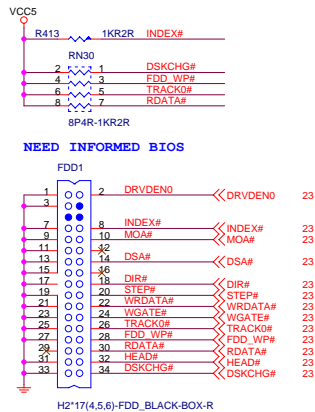 VCC5
R413 1KR2R INDEX#
RN30
2 1 DSKCHG#
4 3 FDD_WP#
6 5 TRACK0#
8 7 RDATA#
8P4R-1KR2R
NEED INFORMED BIOS
FDD1
1 2 DRVDEN0 DRVDEN0 23
3
7 8 INDEX# INDEX# 23
9 10 MOA# MOA# 23
11 12
13 14 DSA# DSA# 23
15 16
17 18 DIR# DIR# 23
19 20 STEP# STEP# 23
21 22 WRDATA# WRDATA# 23
23 24 WGATE# WGATE# 23
25 26 TRACK0# TRACK0# 23
27 28 FDD_WP# FDD_WP# 23
29 30 RDATA# RDATA# 23
31 32 HEAD# HEAD# 23
33 34 DSKCHG# DSKCHG# 23
H2*17(4,5,6)-FDD_BLACK-BOX-R